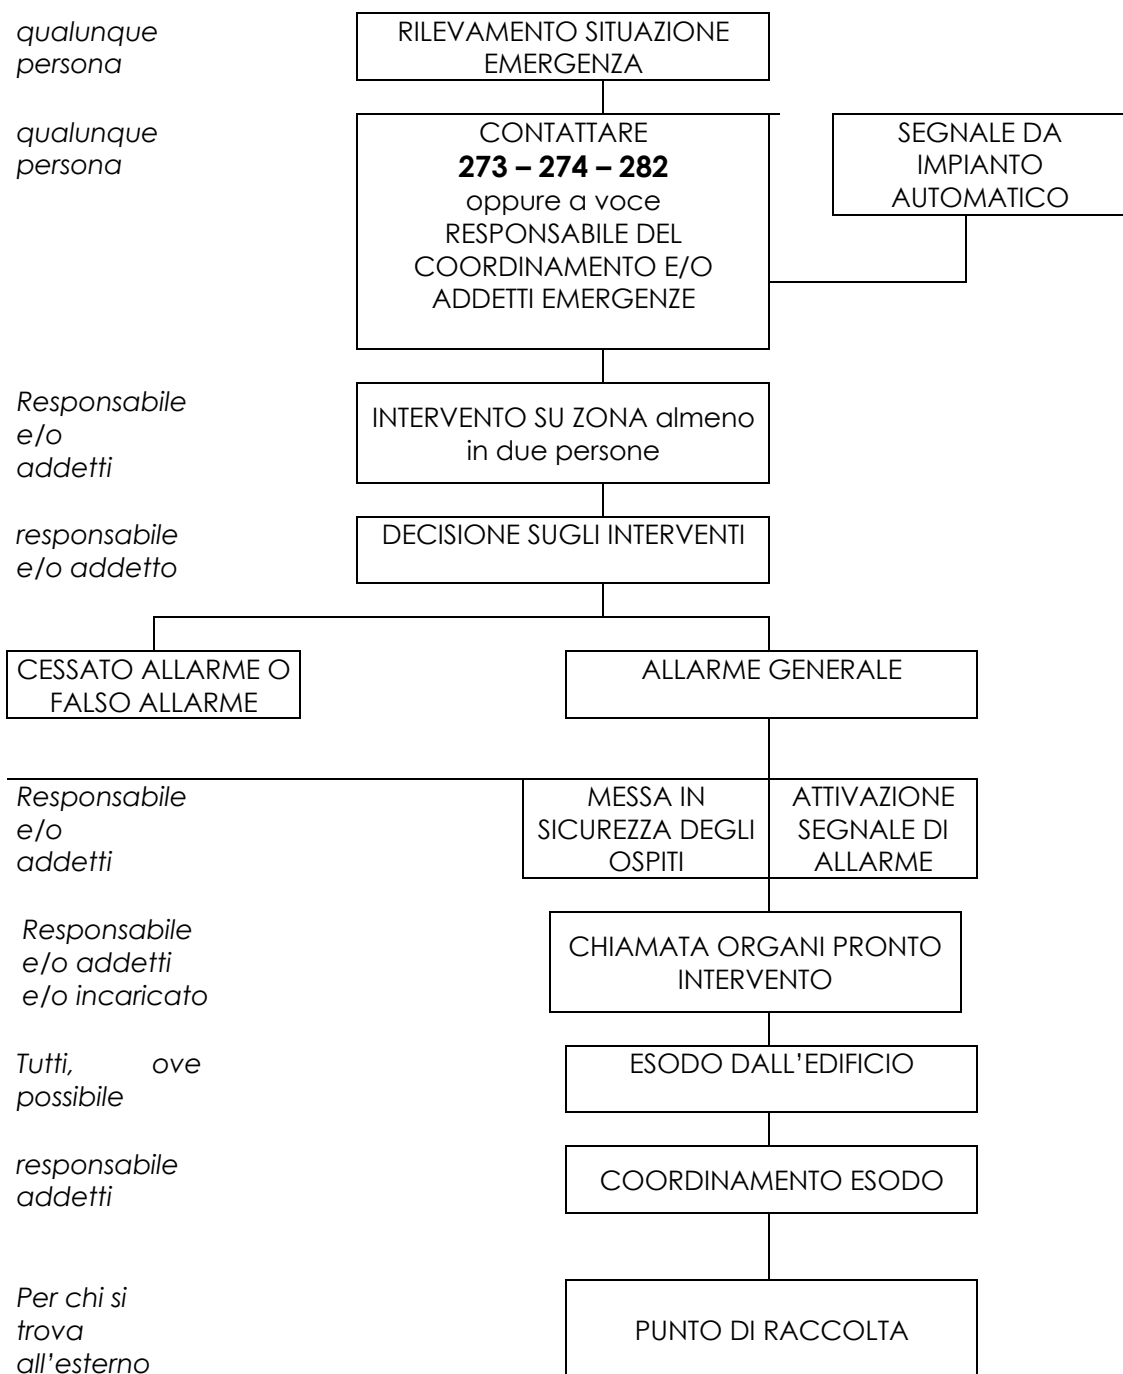 qualunque
persona
RILEVAMENTO SITUAZIONE
EMERGENZA
qualunque
persona
CONTATTARE
273 – 274 – 282
oppure a voce
RESPONSABILE DEL
COORDINAMENTO E/O
ADDETTI EMERGENZE
SEGNALE DA
IMPIANTO
AUTOMATICO
Responsabile
e/o
addetti
INTERVENTO SU ZONA almeno
in due persone
responsabile
e/o addetto
DECISIONE SUGLI INTERVENTI
CESSATO ALLARME O
FALSO ALLARME
ALLARME GENERALE
Responsabile
e/o
addetti
MESSA IN
SICUREZZA DEGLI
OSPITI
ATTIVAZIONE
SEGNALE DI
ALLARME
Responsabile
e/o addetti
e/o incaricato
CHIAMATA ORGANI PRONTO
INTERVENTO
Tutti, ove
possibile
ESODO DALL’EDIFICIO
responsabile
addetti
COORDINAMENTO ESODO
Per chi si
trova
all’esterno
PUNTO DI RACCOLTA